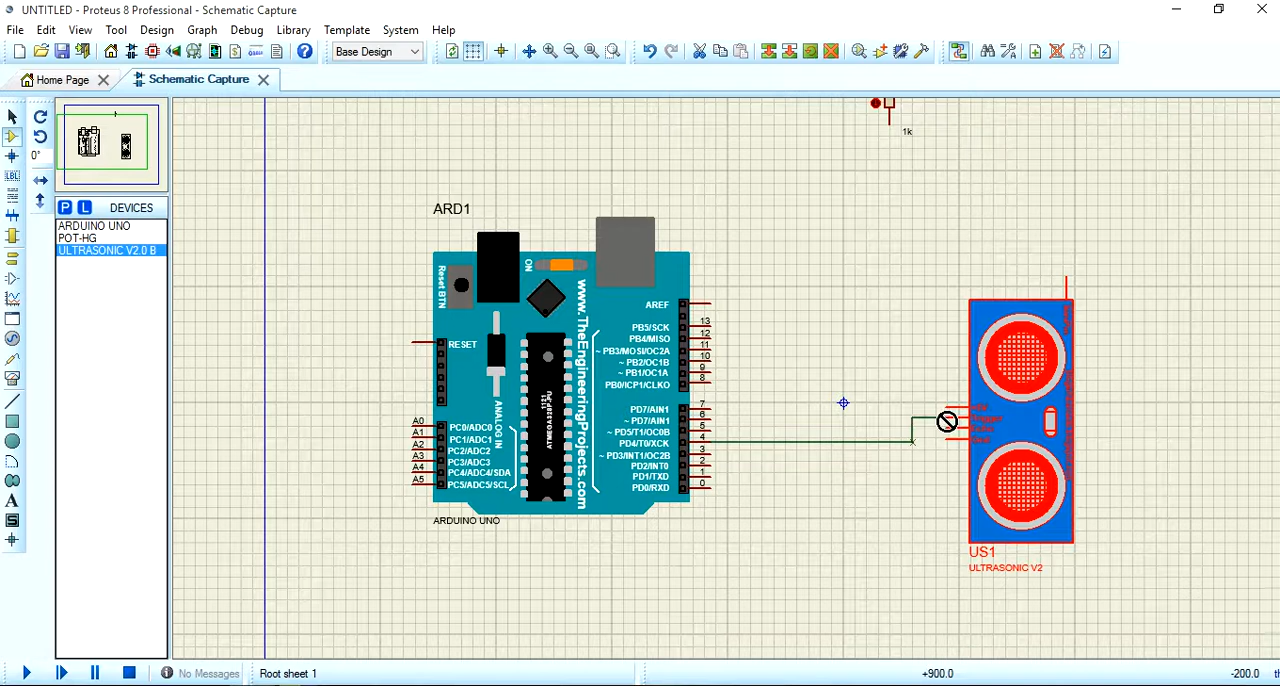 UNTITLED - Proteus 8 Professional - Schematic Capture
File Edit View Tool Design Graph Debug Library Template System Help
Base Design
Home Page
Schematic Capture
0°
LBL
P L DEVICES
ARDUINO UNO
POT-HG
ULTRASONIC V2.0 B
1k
ARD1
Reset BTN
ON
www.TheEngineeringProjects.com
ANALOG IN
1121
ATMEGA328P-PU
RESET
AREF
PB5/SCK 13
PB4/MISO 12
~ PB3/MOSI/OC2A 11
~ PB2/OC1B 10
~ PB1/OC1A 9
PB0/ICP1/CLKO 8
PD7/AIN1 7
~ PD7/AIN1 6
~ PD5/T1/OC0B 5
PD4/T0/XCK 4
~ PD3/INT1/OC2B 3
PD2/INT0 2
PD1/TXD 1
PD0/RXD 0
A0 PC0/ADC0
A1 PC1/ADC1
A2 PC2/ADC2
A3 PC3/ADC3
A4 PC4/ADC4/SDA
A5 PC5/ADC5/SCL
ARDUINO UNO
US1
ULTRASONIC V2
No Messages
Root sheet 1
+900.0
-200.0